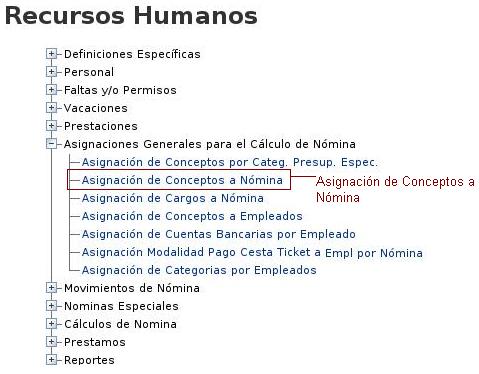 Recursos Humanos
Definiciones Específicas
Personal
Faltas y/o Permisos
Vacaciones
Prestaciones
Asignaciones Generales para el Cálculo de Nómina
Asignación de Conceptos por Categ. Presup. Espec.
Asignación de Conceptos a Nómina
Asignación de Conceptos a
Nómina
Asignación de Cargos a Nómina
Asignación de Conceptos a Empleados
Asignación de Cuentas Bancarias por Empleado
Asignación Modalidad Pago Cesta Ticket a Empl por Nómina
Asignación de Categorias por Empleados
Movimientos de Nómina
Nominas Especiales
Cálculos de Nomina
Prestamos
Reportes